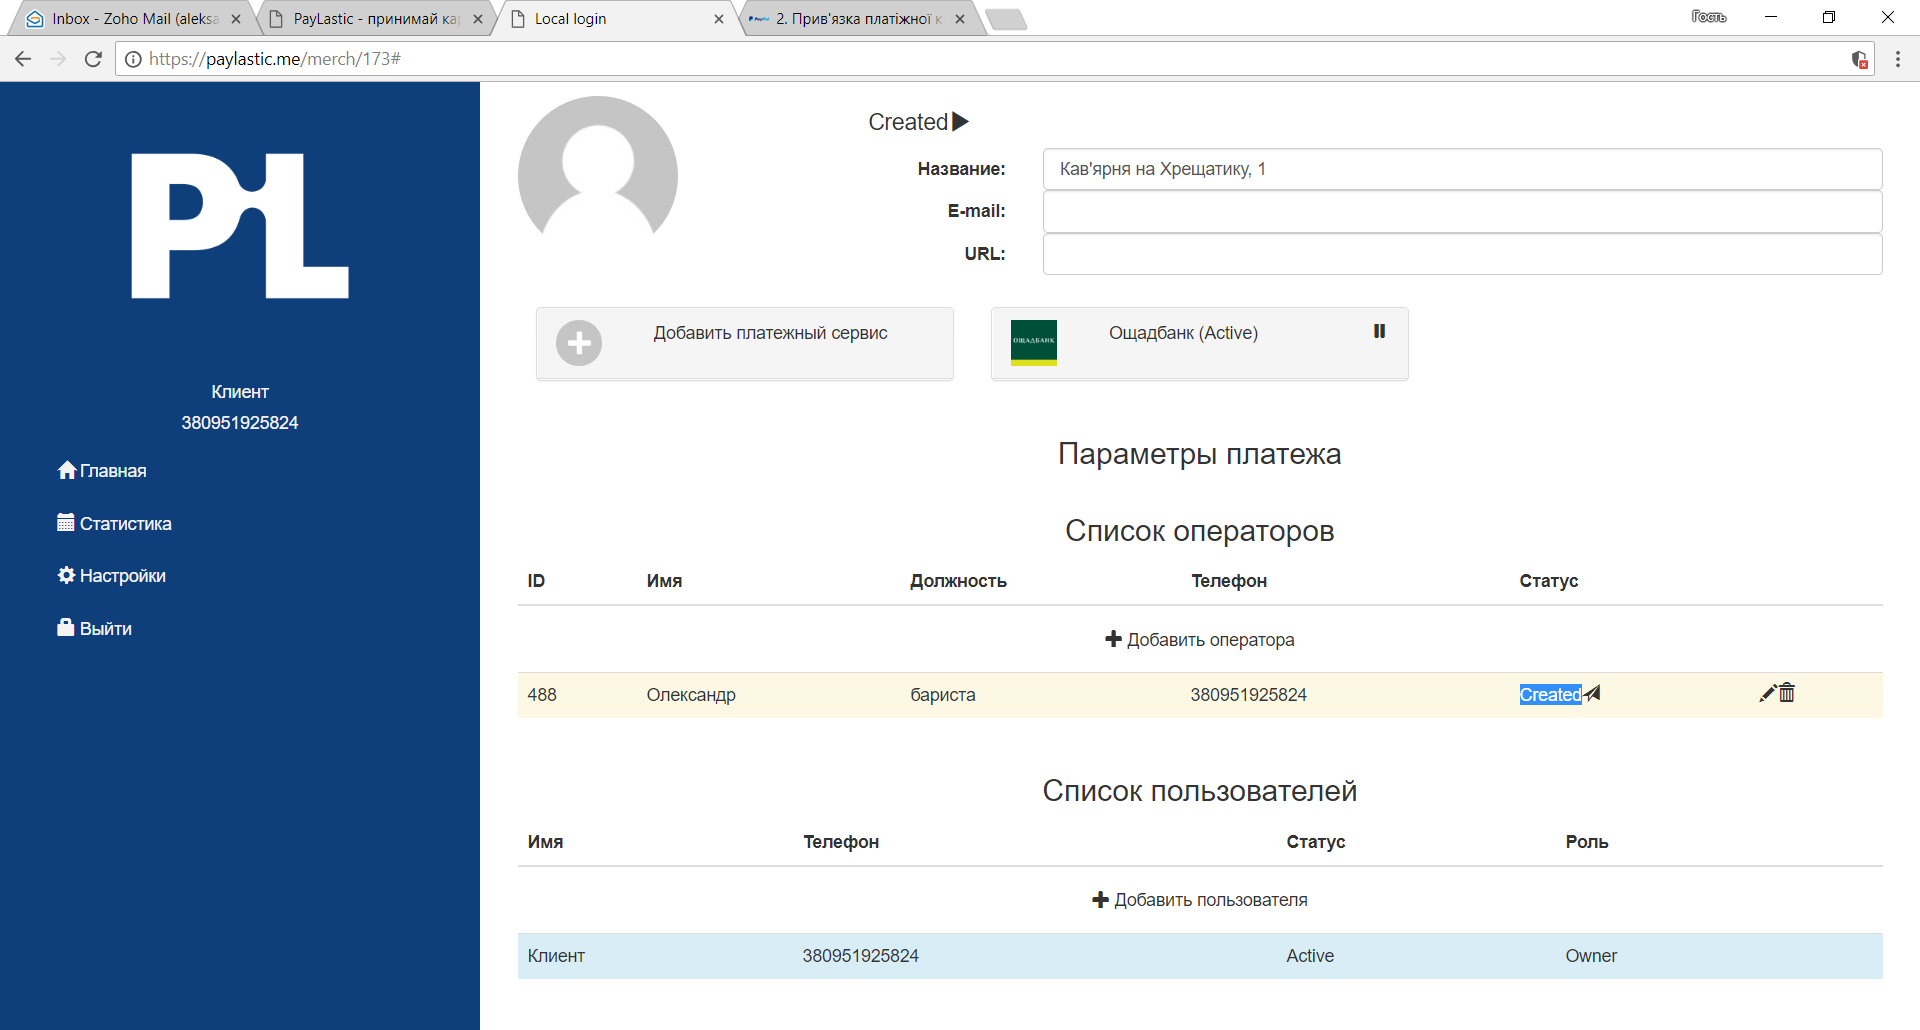 Inbox - Zoho Mail (aleksa
PayLastic - принимай ка
Local login
2. Прив'язка платіжної к
Гость
https://paylastic.me/merch/173#
PL
Клиент
380951925824
Главная
Статистика
Настройки
Выйти
Created
Название: Кав'ярня на Хрещатику, 1
E-mail:
URL:
Добавить платежный сервис
ОЩАДБАНК
Ощадбанк (Active)
Параметры платежа
Список операторов
ID Имя Должность Телефон Статус
Добавить оператора
488 Олександр бариста 380951925824 Created
Список пользователей
Имя Телефон Статус Роль
Добавить пользователя
Клиент 380951925824 Active Owner